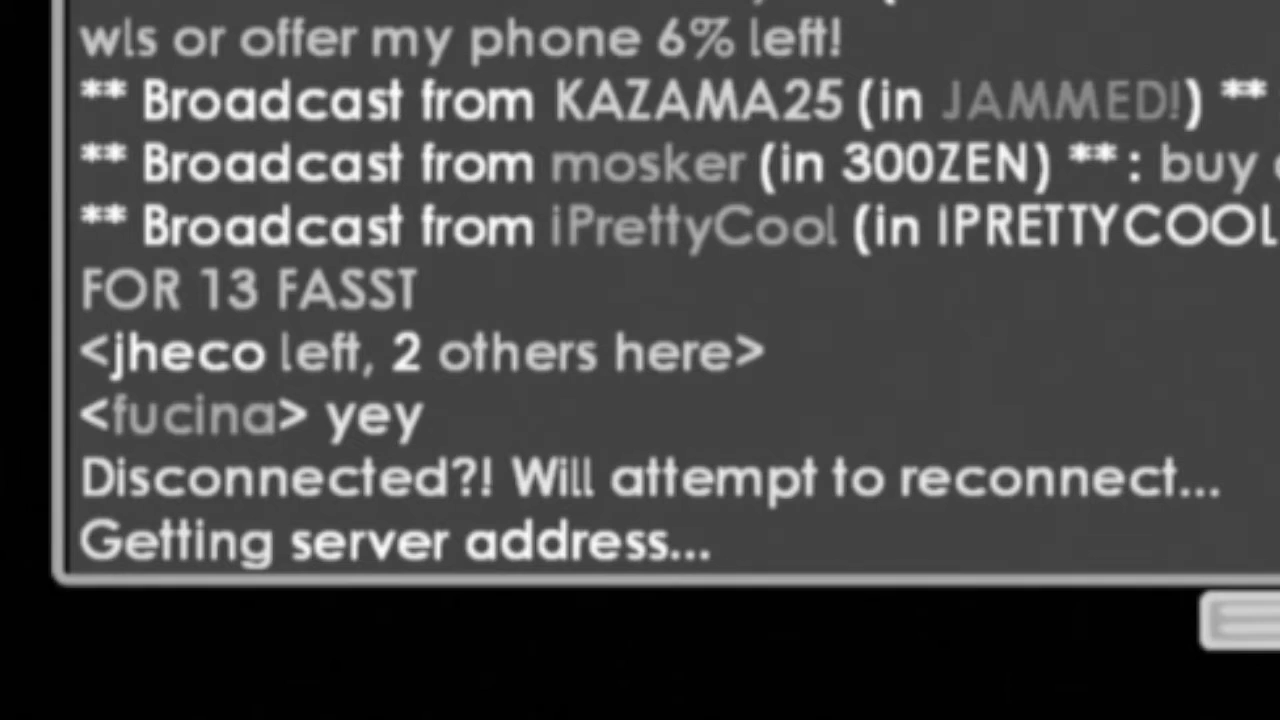 wls or offer my phone 6% left!
** Broadcast from KAZAMA25 (in JAMMED!) **
** Broadcast from mosker (in 300ZEN) ** : buy
** Broadcast from iPrettyCool (in IPRETTYCOOL
FOR 13 FASST
<jheco left, 2 others here>
<fucina> yey
Disconnected?! Will attempt to reconnect...
Getting server address...